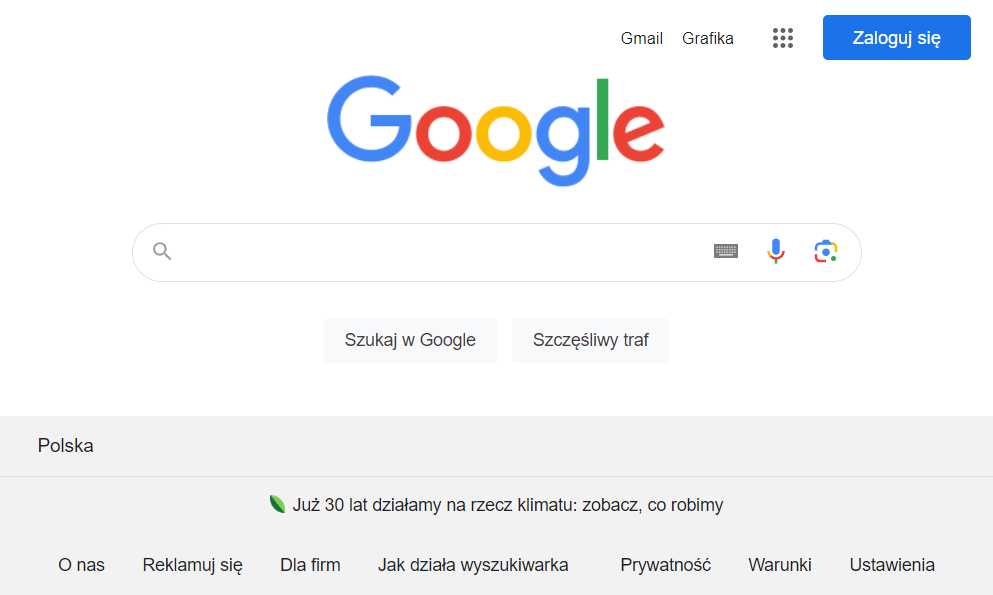 Gmail Grafika Zaloguj się
Google
Szukaj w Google Szczęśliwy traf
Polska
Już 30 lat działamy na rzecz klimatu: zobacz, co robimy
O nas Reklamuj się Dla firm Jak działa wyszukiwarka Prywatność Warunki Ustawienia